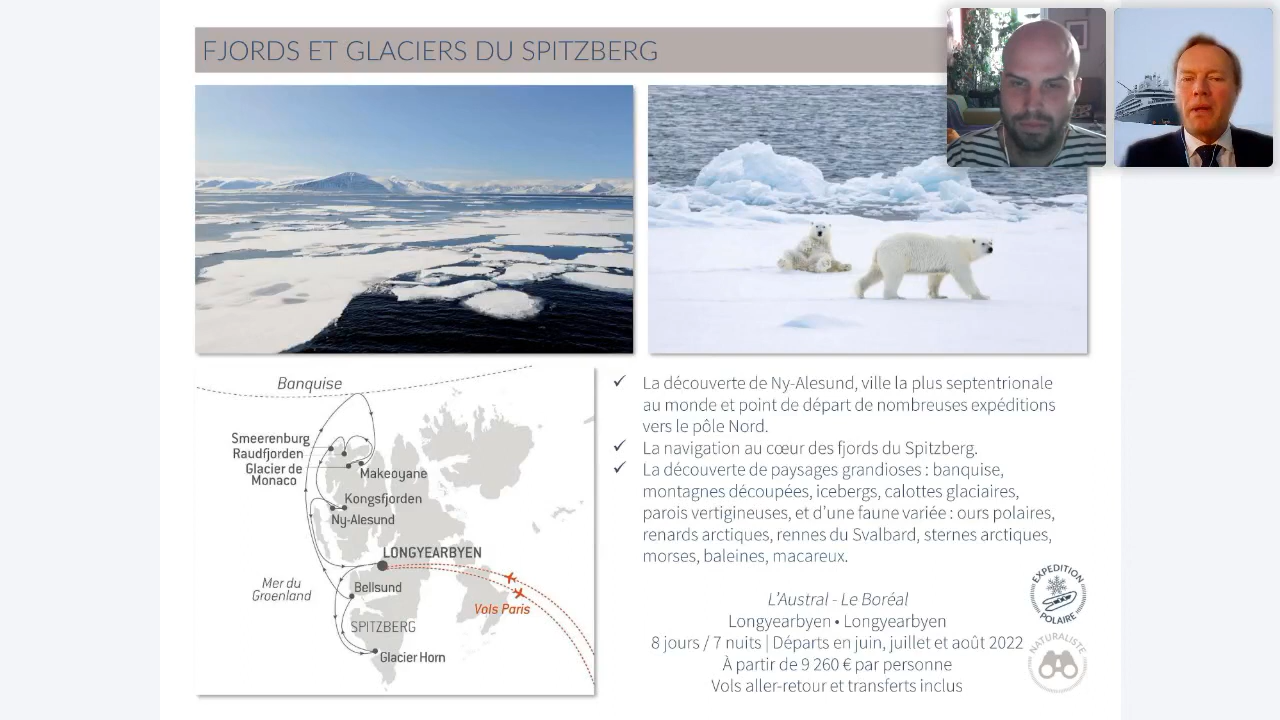 FJORDS ET GLACIERS DU SPITZBERG
Banquise
Smeerenburg
Raudfjorden
Glacier de
Monaco
Makeoyane
Kongsfjorden
Ny-Alesund
LONGYEARBYEN
Mer du
Groenland
Bellsund
Vols Paris
SPITZBERG
Glacier Horn
✓ La découverte de Ny-Alesund, ville la plus septentrionale
au monde et point de départ de nombreuses expéditions
vers le pôle Nord.
✓ La navigation au cœur des fjords du Spitzberg.
✓ La découverte de paysages grandioses : banquise,
montagnes découpées, icebergs, calottes glaciaires,
parois vertigineuses, et d'une faune variée : ours polaires,
renards arctiques, rennes du Svalbard, sternes arctiques,
morses, baleines, macareux.
L'Austral - Le Boréal
Longyearbyen • Longyearbyen
8 jours / 7 nuits | Départs en juin, juillet et août 2022
À partir de 9 260 € par personne
Vols aller-retour et transferts inclus
EXPEDITION
POLAIRE
NATURALISTE